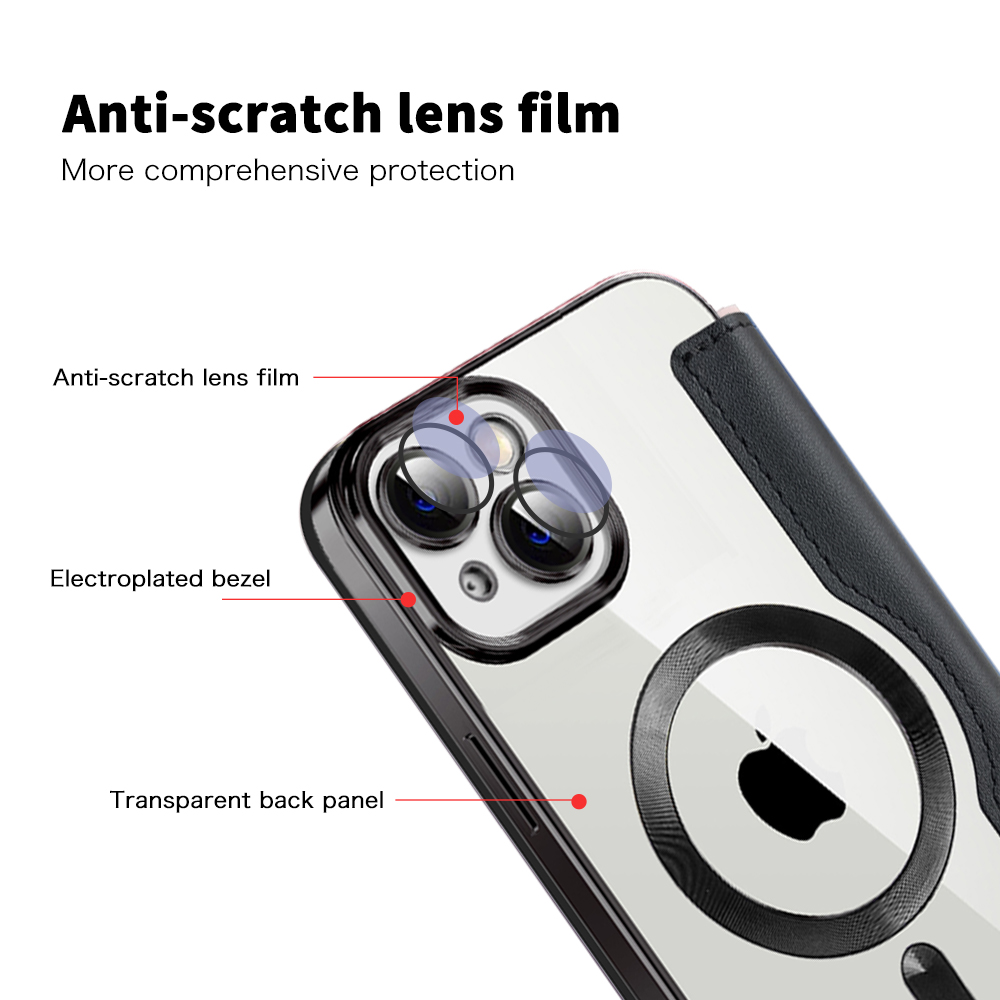 Anti-scratch lens film
More comprehensive protection
Anti-scratch lens film
Electroplated bezel
Transparent back panel